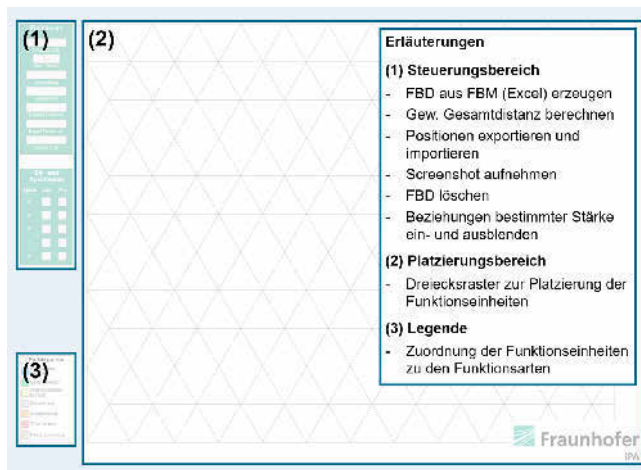 (1)
(2)
Erläuterungen
(1) Steuerungsbereich
- FBD aus FBM (Excel) erzeugen
- Gew. Gesamtdistanz berechnen
- Positionen exportieren und
importieren
- Screenshot aufnehmen
- FBD löschen
- Beziehungen bestimmter Stärke
ein- und ausblenden
(2) Platzierungsbereich
- Dreiecksraster zur Platzierung der
Funktionseinheiten
(3) Legende
- Zuordnung der Funktionseinheiten
zu den Funktionsarten
(3)
Fraunhofer
IPA